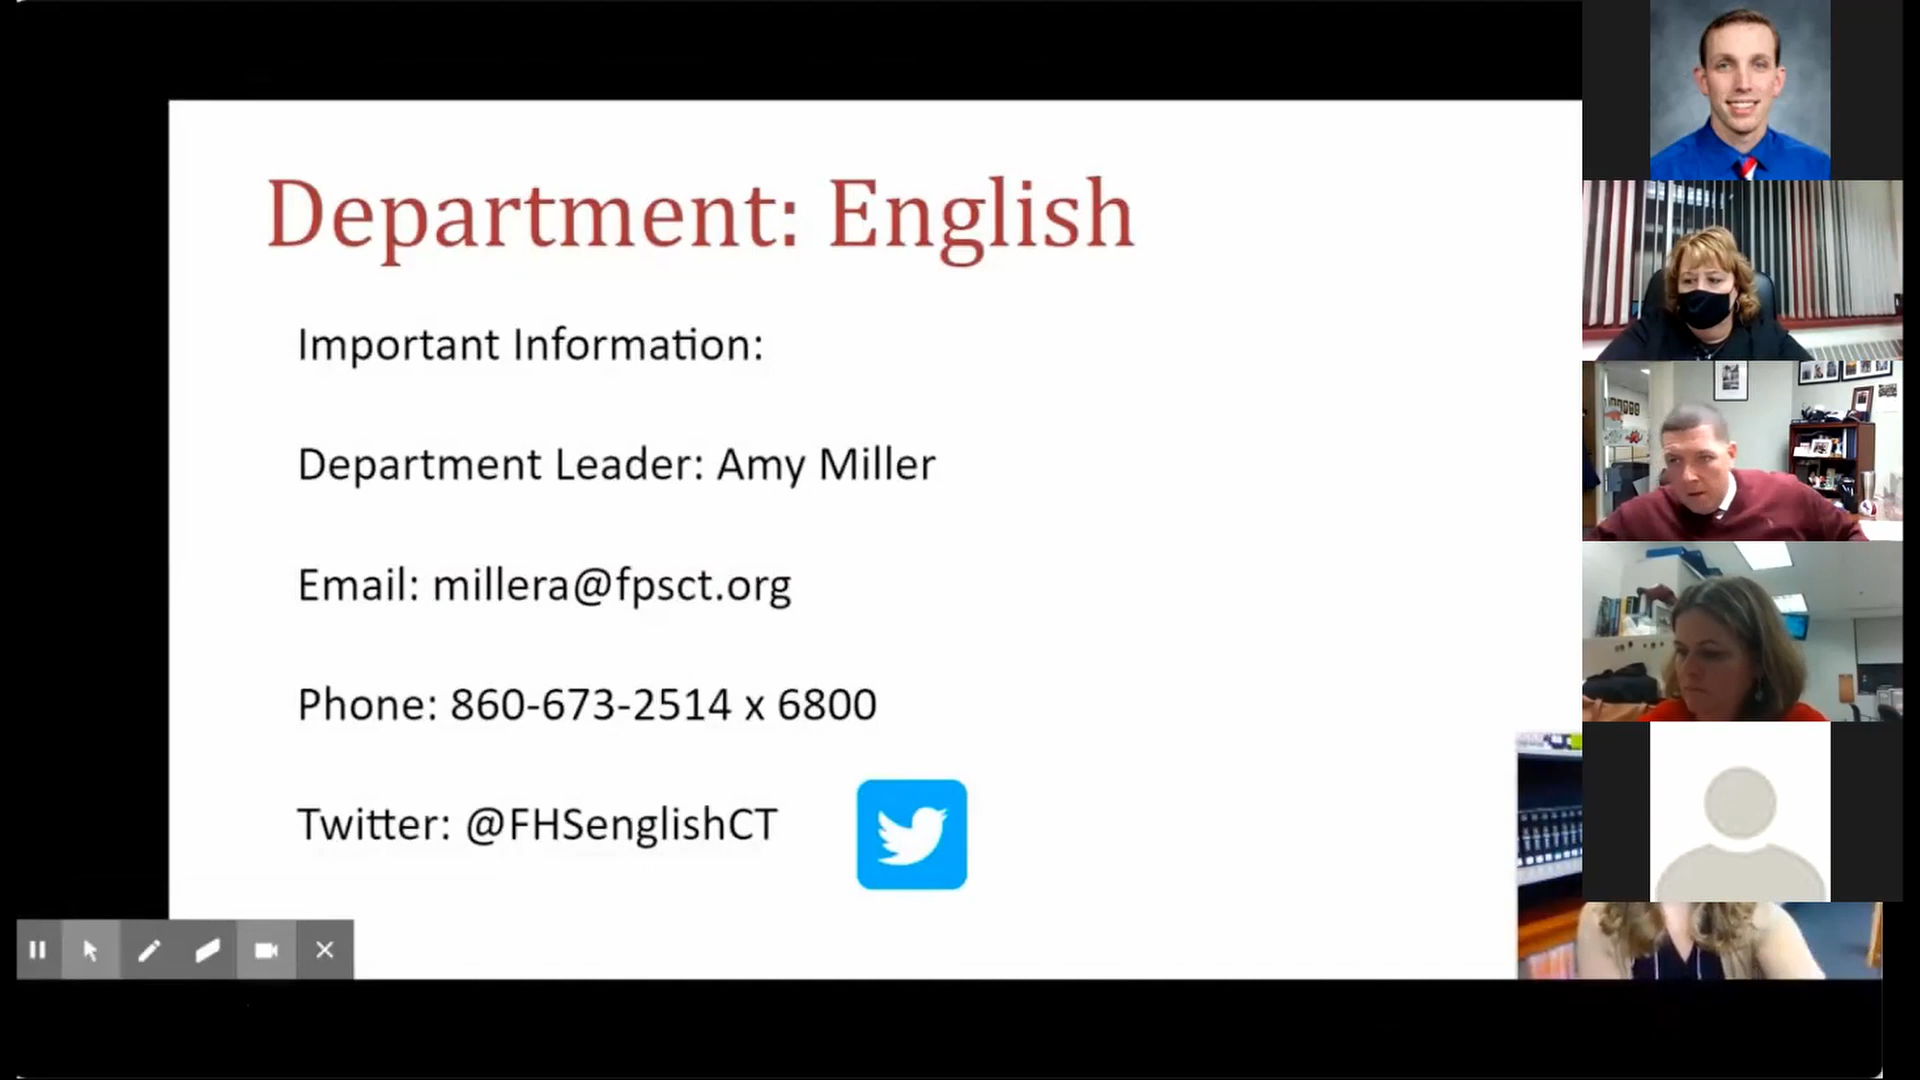 Department: English
Important Information:
Department Leader: Amy Miller
Email: millera@fpsct.org
Phone: 860-673-2514 x 6800
Twitter: @FHSenglishCT